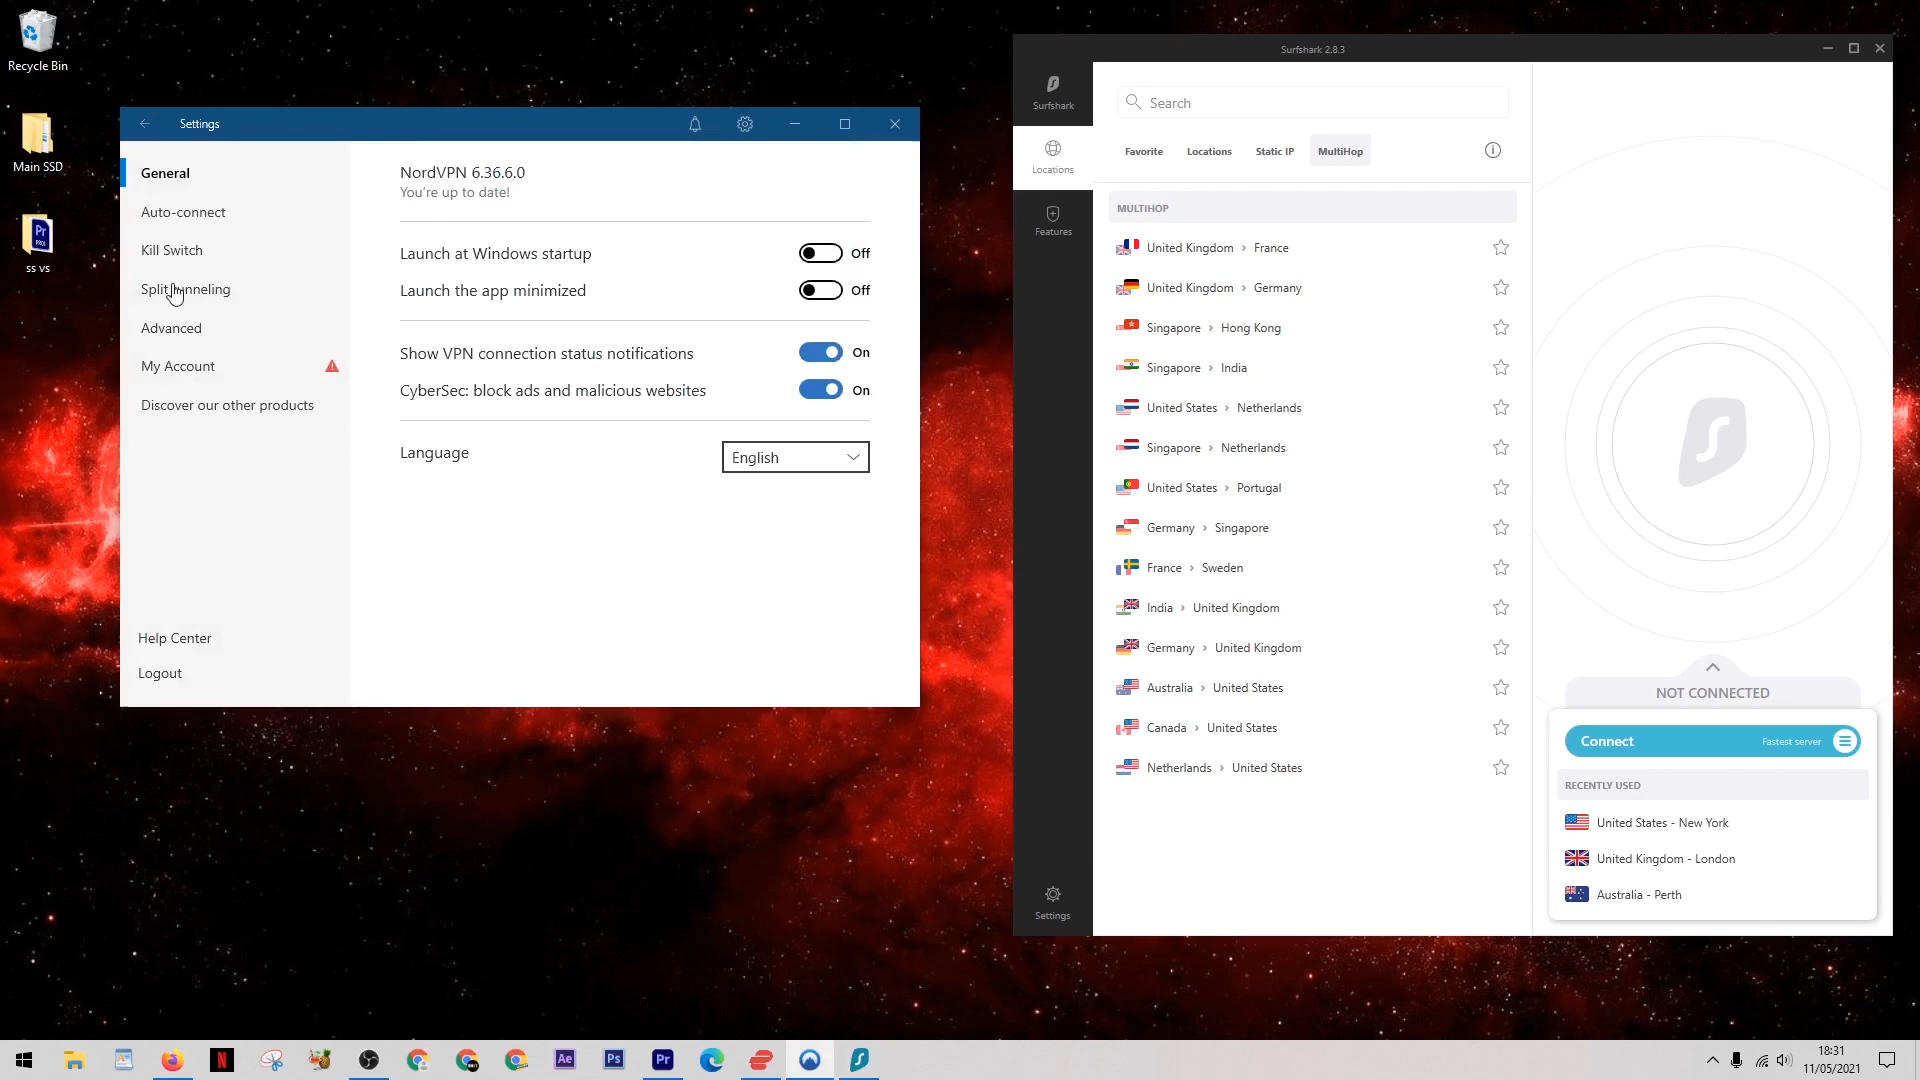 Recycle Bin
Main SSD
ss vs
Settings
General
Auto-connect
Kill Switch
Split tunneling
Advanced
My Account
Discover our other products
Help Center
Logout
NordVPN 6.36.6.0
You're up to date!
Launch at Windows startup Off
Launch the app minimized Off
Show VPN connection status notifications On
CyberSec: block ads and malicious websites On
Language English
Surfshark 2.8.3
Surfshark
Locations
Features
Settings
Search
Favorite Locations Static IP MultiHop
MULTIHOP
United Kingdom › France
United Kingdom › Germany
Singapore › Hong Kong
Singapore › India
United States › Netherlands
Singapore › Netherlands
United States › Portugal
Germany › Singapore
France › Sweden
India › United Kingdom
Germany › United Kingdom
Australia › United States
Canada › United States
Netherlands › United States
NOT CONNECTED
Connect Fastest server
RECENTLY USED
United States - New York
United Kingdom - London
Australia - Perth
Ae Ps Pr
18:31
11/05/2021